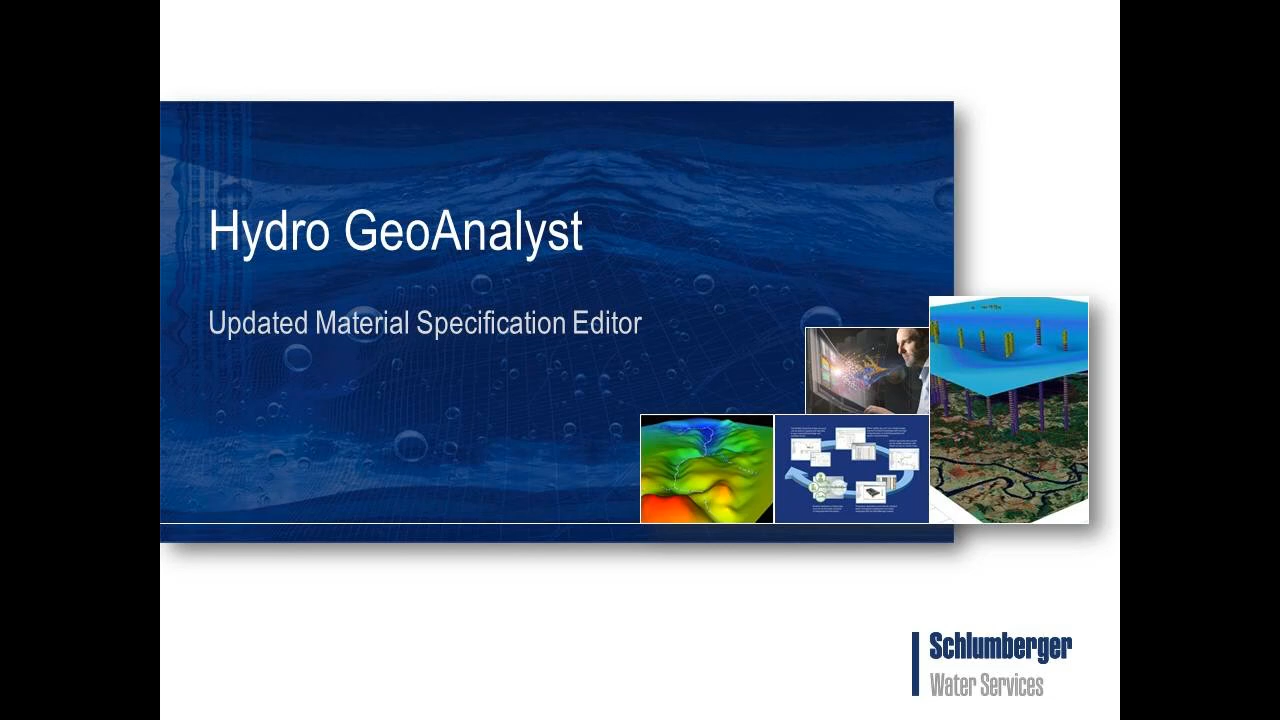 Hydro GeoAnalyst
Updated Material Specification Editor
Schlumberger
Water Services